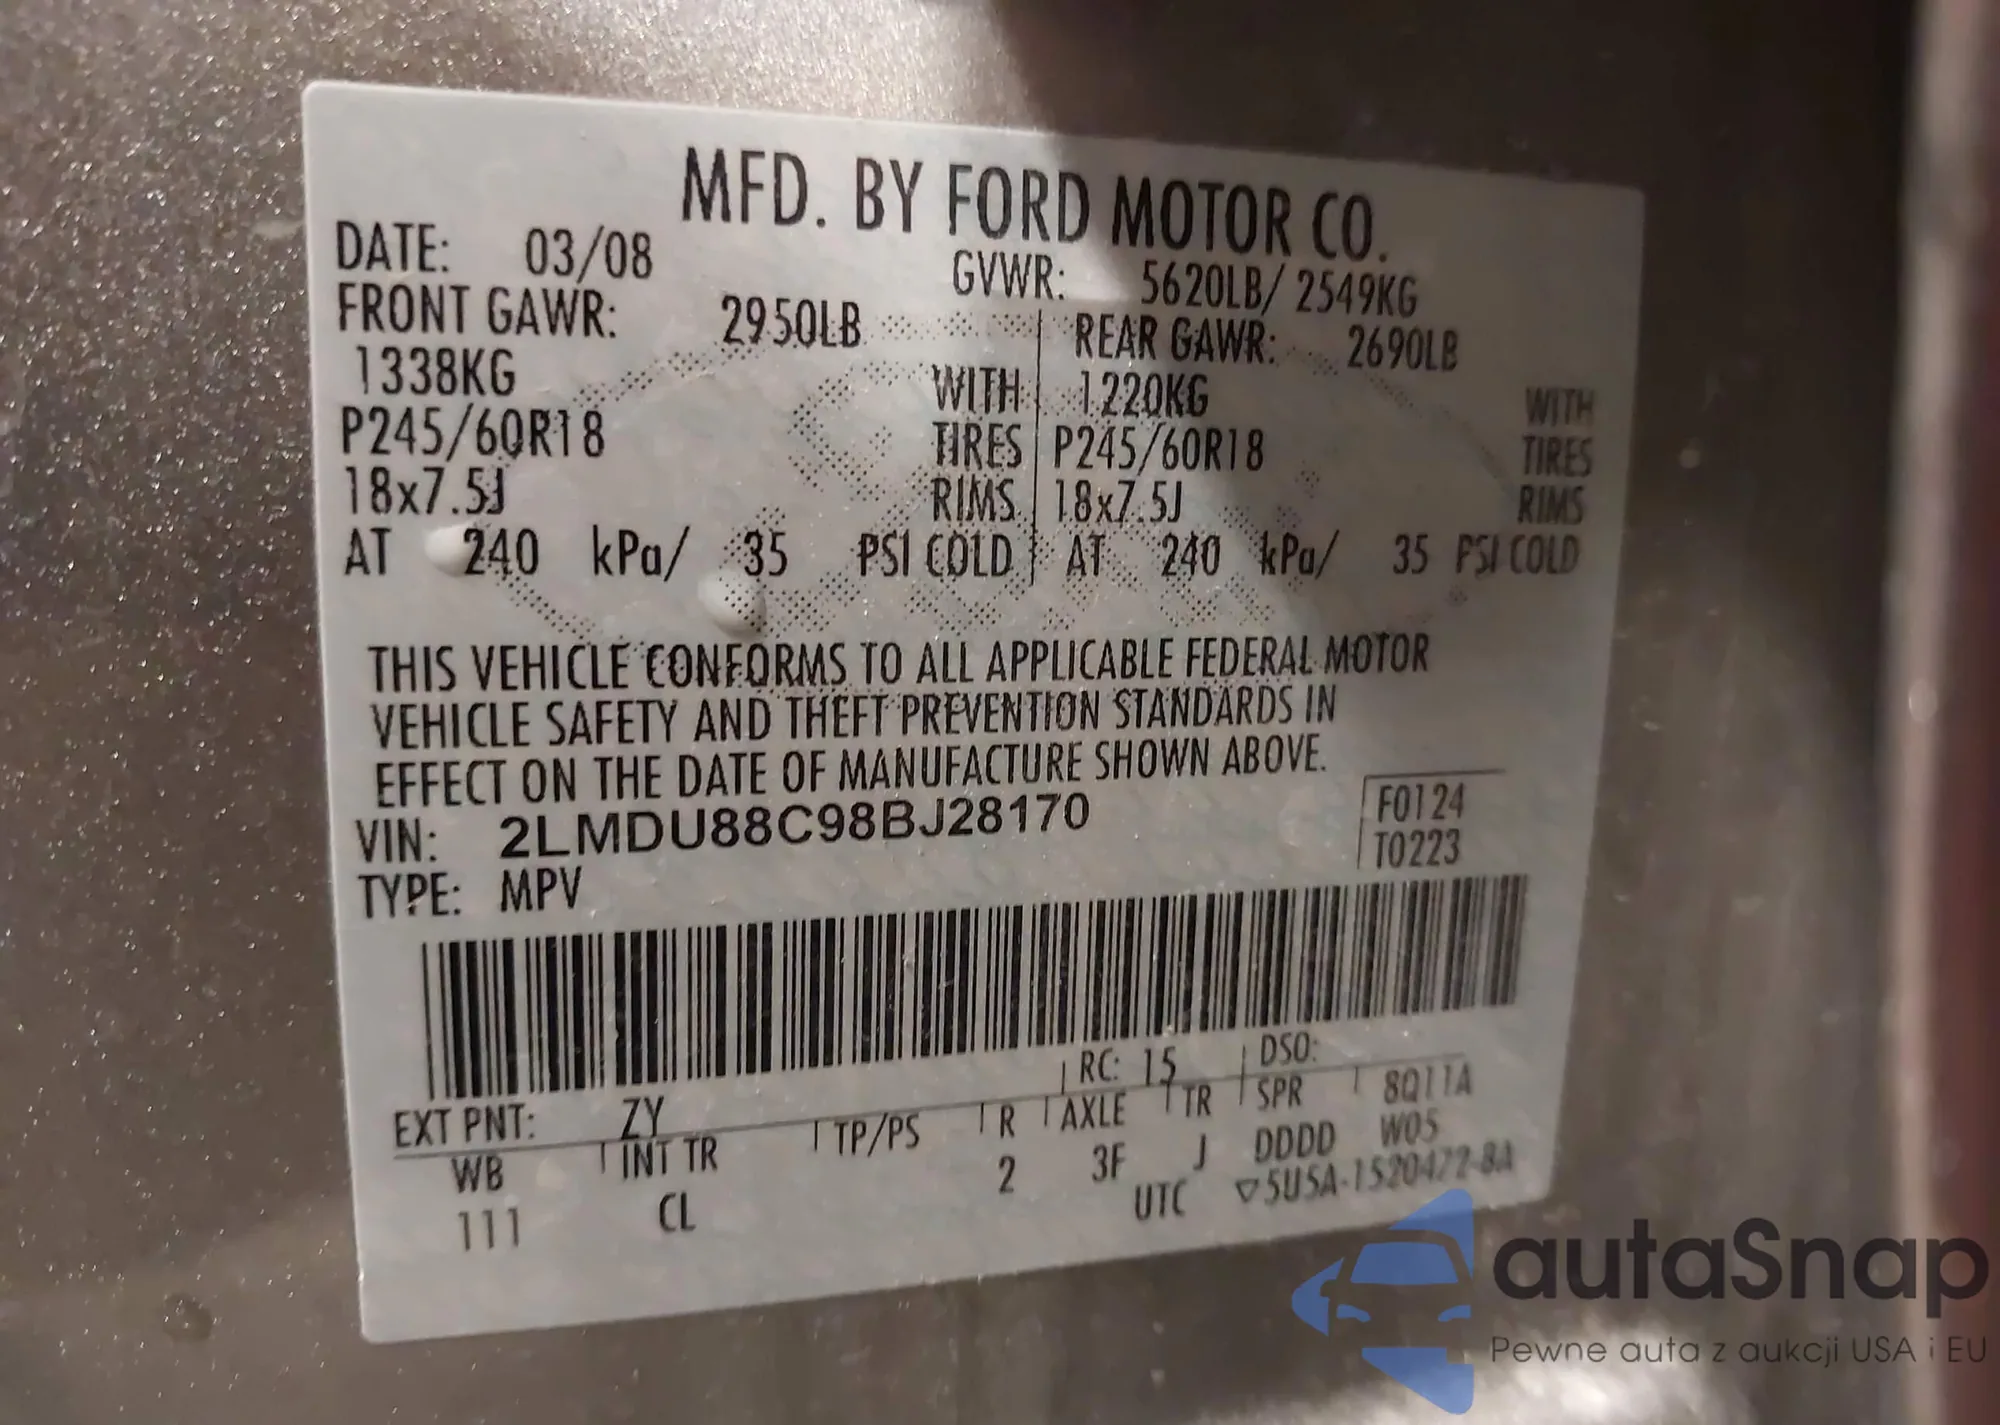 MFD. BY FORD MOTOR CO.
DATE: 03/08 GVWR: 5620LB/ 2549KG
FRONT GAWR: 2950LB REAR GAWR: 2690LB
1338KG WITH 1220KG WITH
P245/60R18 TIRES P245/60R18 TIRES
18x7.5J RIMS 18x7.5J RIMS
AT 240 kPa/ 35 PSI COLD AT 240 kPa/ 35 PSI COLD
THIS VEHICLE CONFORMS TO ALL APPLICABLE FEDERAL MOTOR
VEHICLE SAFETY AND THEFT PREVENTION STANDARDS IN
EFFECT ON THE DATE OF MANUFACTURE SHOWN ABOVE.
VIN: 2LMDU88C98BJ28170 F0124
TYPE: MPV T0223
EXT PNT: ZY RC: 15 DSO:
WB INT TR TP/PS R AXLE TR SPR 8Q11A
111 CL 2 3F J DDDD W05
UTC ▽5U5A-1520472-8A
autaSnap
Pewne auta z aukcji USA i EU